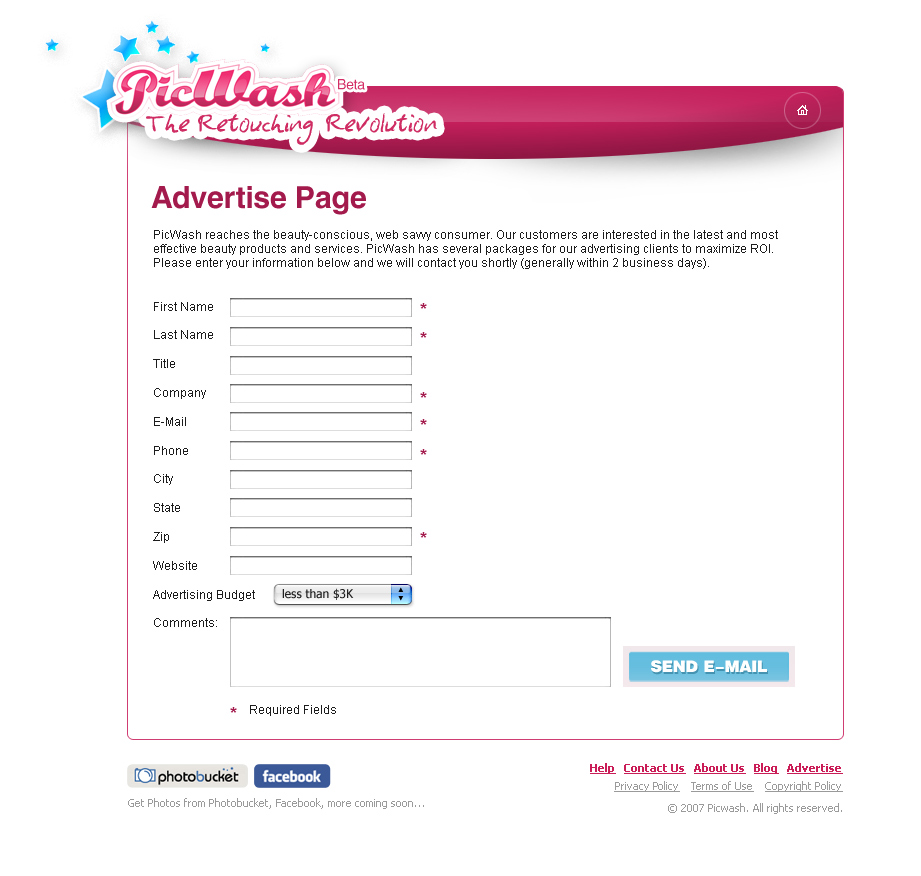 PicWash Beta
The Retouching Revolution
Advertise Page
PicWash reaches the beauty-conscious, web savvy consumer. Our customers are interested in the latest and most
effective beauty products and services. PicWash has several packages for our advertising clients to maximize ROI.
Please enter your information below and we will contact you shortly (generally within 2 business days).
First Name *
Last Name *
Title
Company *
E-Mail *
Phone *
City
State
Zip *
Website
Advertising Budget less than $3K
Comments:
SEND E-MAIL
* Required Fields
photobucket facebook
Help Contact Us About Us Blog Advertise
Privacy Policy Terms of Use Copyright Policy
Get Photos from Photobucket, Facebook, more coming soon...
© 2007 Picwash. All rights reserved.